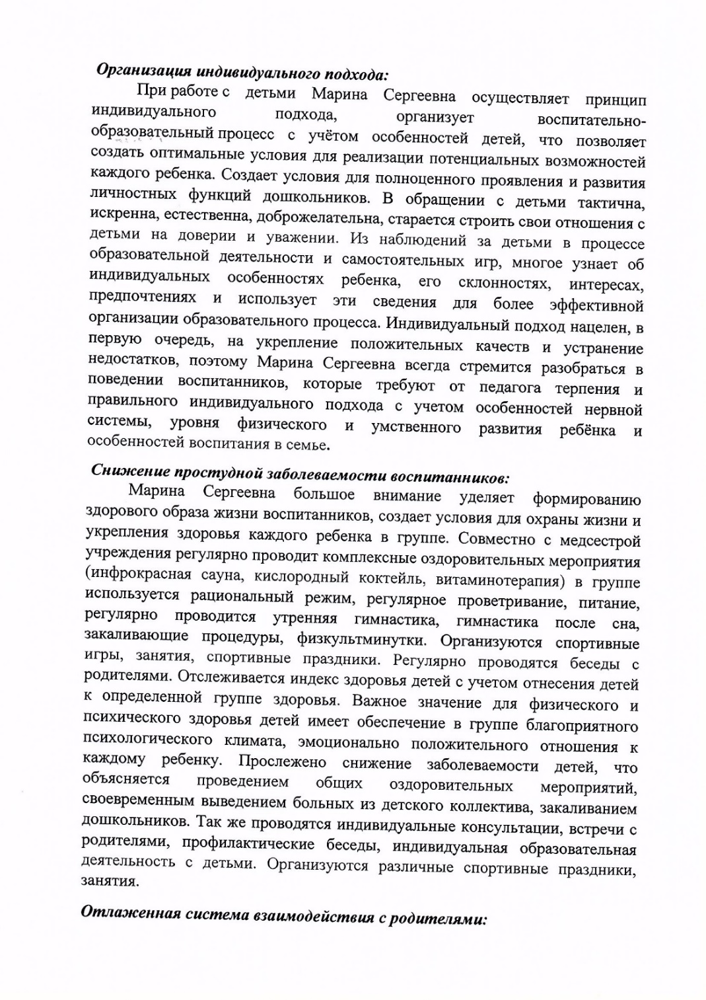 Организация индивидуального подхода:
При работе с детьми Марина Сергеевна осуществляет принцип
индивидуального подхода, организует воспитательно-
образовательный процесс с учётом особенностей детей, что позволяет
создать оптимальные условия для реализации потенциальных возможностей
каждого ребенка. Создает условия для полноценного проявления и развития
личностных функций дошкольников. В обращении с детьми тактична,
искренна, естественна, доброжелательна, старается строить свои отношения с
детьми на доверии и уважении. Из наблюдений за детьми в процессе
образовательной деятельности и самостоятельных игр, многое узнает об
индивидуальных особенностях ребенка, его склонностях, интересах,
предпочтениях и использует эти сведения для более эффективной
организации образовательного процесса. Индивидуальный подход нацелен, в
первую очередь, на укрепление положительных качеств и устранение
недостатков, поэтому Марина Сергеевна всегда стремится разобраться в
поведении воспитанников, которые требуют от педагога терпения и
правильного индивидуального подхода с учетом особенностей нервной
системы, уровня физического и умственного развития ребёнка и
особенностей воспитания в семье.
Снижение простудной заболеваемости воспитанников:
Марина Сергеевна большое внимание уделяет формированию
здорового образа жизни воспитанников, создает условия для охраны жизни и
укрепления здоровья каждого ребенка в группе. Совместно с медсестрой
учреждения регулярно проводит комплексные оздоровительных мероприятия
(инфрокрасная сауна, кислородный коктейль, витаминотерапия) в группе
используется рациональный режим, регулярное проветривание, питание,
регулярно проводится утренняя гимнастика, гимнастика после сна,
закаливающие процедуры, физкультминутки. Организуются спортивные
игры, занятия, спортивные праздники. Регулярно проводятся беседы с
родителями. Отслеживается индекс здоровья детей с учетом отнесения детей
к определенной группе здоровья. Важное значение для физического и
психического здоровья детей имеет обеспечение в группе благоприятного
психологического климата, эмоционально положительного отношения к
каждому ребенку. Прослежено снижение заболеваемости детей, что
объясняется проведением общих оздоровительных мероприятий,
своевременным выведением больных из детского коллектива, закаливанием
дошкольников. Так же проводятся индивидуальные консультации, встречи с
родителями, профилактические беседы, индивидуальная образовательная
деятельность с детьми. Организуются различные спортивные праздники,
занятия.
Отлаженная система взаимодействия с родителями: